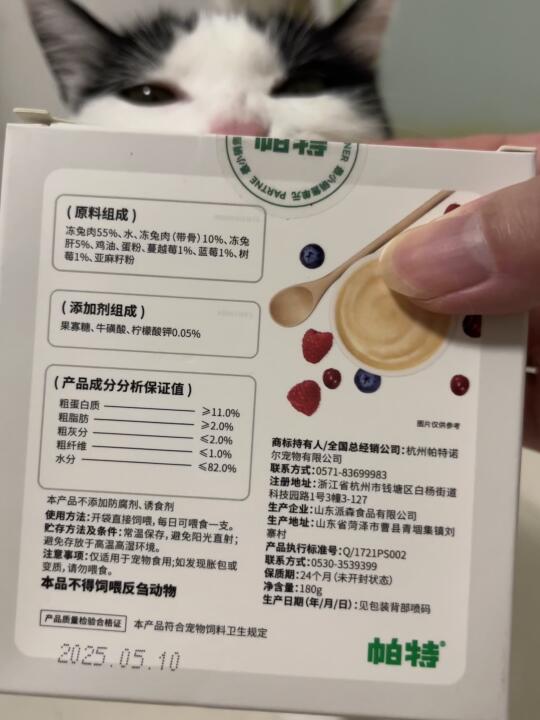 帕特
PARTNER
最小销售单元
(原料组成)
冻兔肉55%、水、冻兔肉(带骨)10%、冻兔
肝5%、鸡油、蛋粉、蔓越莓1%、蓝莓1%、树
莓1%、亚麻籽粉
(添加剂组成)
果寡糖、牛磺酸、柠檬酸钾0.05%
(产品成分分析保证值)
粗蛋白质 ≥11.0%
粗脂肪 ≥2.0%
粗灰分 ≤2.0%
粗纤维 ≤1.0%
水分 ≤82.0%
本产品不添加防腐剂、诱食剂
使用方法:开袋直接饲喂,每日可喂食一支。
贮存方法及条件:常温保存,避免阳光直射;
避免存放于高温高湿环境。
注意事项:仅适用于宠物食用;如发现胀包或
变质,请勿喂食。
本品不得饲喂反刍动物
产品质量检验合格证 本产品符合宠物饲料卫生规定
2025.05.10
图片仅供参考
商标持有人/全国总经销公司:杭州帕特诺
尔宠物有限公司
联系方式:0571-83699983
注册地址:浙江省杭州市钱塘区白杨街道
科技园路1号3幢3-127
生产企业:山东派森食品有限公司
生产地址:山东省菏泽市曹县青堌集镇刘
寨村
产品执行标准号:Q/1721PS002
联系方式:0530-3539399
保质期:24个月(未开封状态)
净含量:180g
生产日期(年/月/日):见包装背部喷码
帕特®